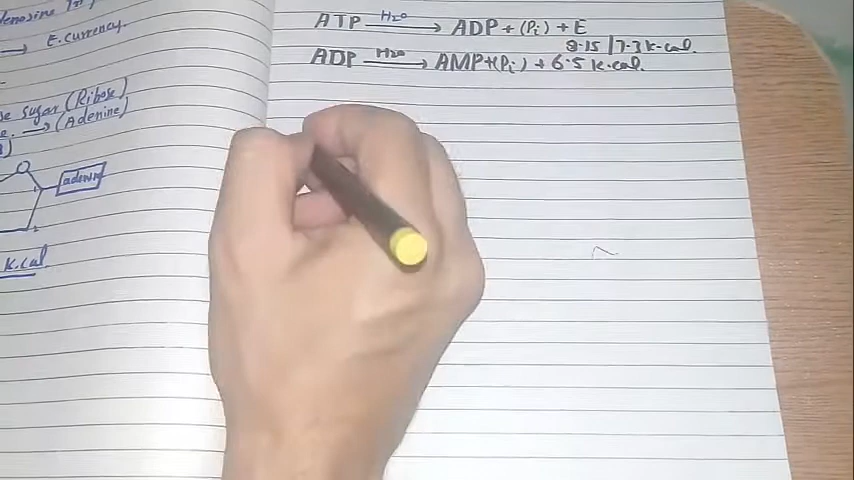 E.currency.
Sugar (Ribose)
→ (Adenine)
K.cal
ATP —H2O→ ADP + (Pi) + E
8.15 | 7.3 K-cal.
ADP —H2o→ AMP+(Pi) + 6.5 K.cal.